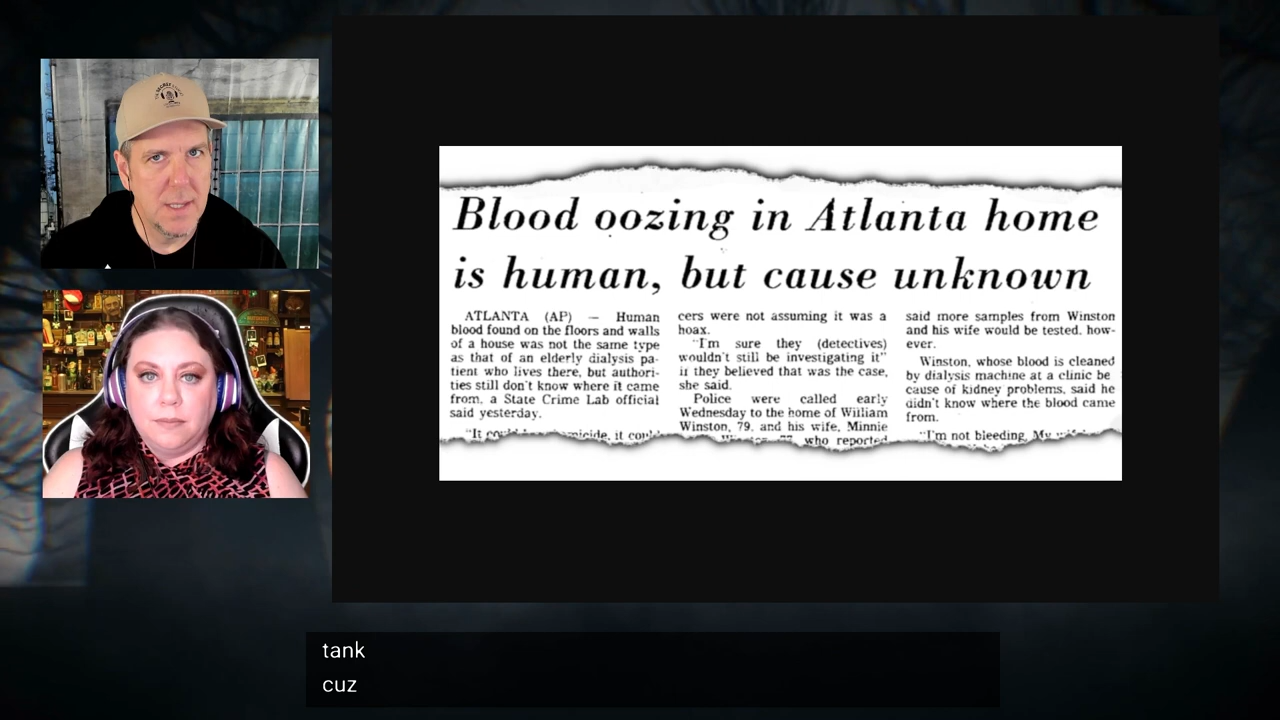 Blood oozing in Atlanta home
is human, but cause unknown
ATLANTA (AP) — Human
blood found on the floors and walls
of a house was not the same type
as that of an elderly dialysis pa-
tient who lives there, but authori-
ties still don't know where it came
from, a State Crime Lab official
said yesterday.
"It could
cers were not assuming it was a
hoax.
"I'm sure they (detectives)
wouldn't still be investigating it"
if they believed that was the case,
she said.
Police were called early
Wednesday to the home of William
Winston, 79, and his wife, Minnie
who reported
said more samples from Winston
and his wife would be tested, how-
ever.
Winston, whose blood is cleaned
by dialysis machine at a clinic be
cause of kidney problems, said he
didn't know where the blood came
from.
"I'm not bleeding. My
tank
cuz